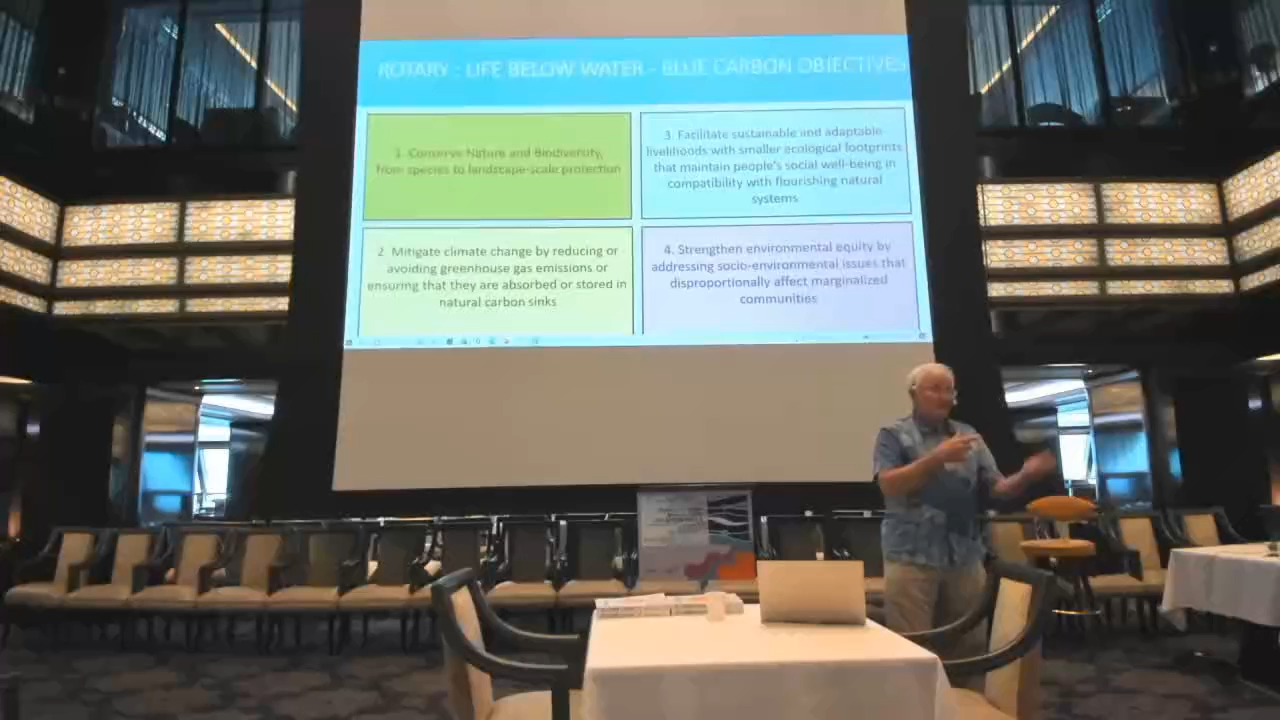 ROTARY : LIFE BELOW WATER - BLUE CARBON OBJECTIVES
1. Conserve Nature and Biodiversity,
from species to landscape-scale protection
2. Mitigate climate change by reducing or
avoiding greenhouse gas emissions or
ensuring that they are absorbed or stored in
natural carbon sinks
3. Facilitate sustainable and adaptable
livelihoods with smaller ecological footprints
that maintain people's social well-being in
compatibility with flourishing natural
systems
4. Strengthen environmental equity by
addressing socio-environmental issues that
disproportionally affect marginalized
communities